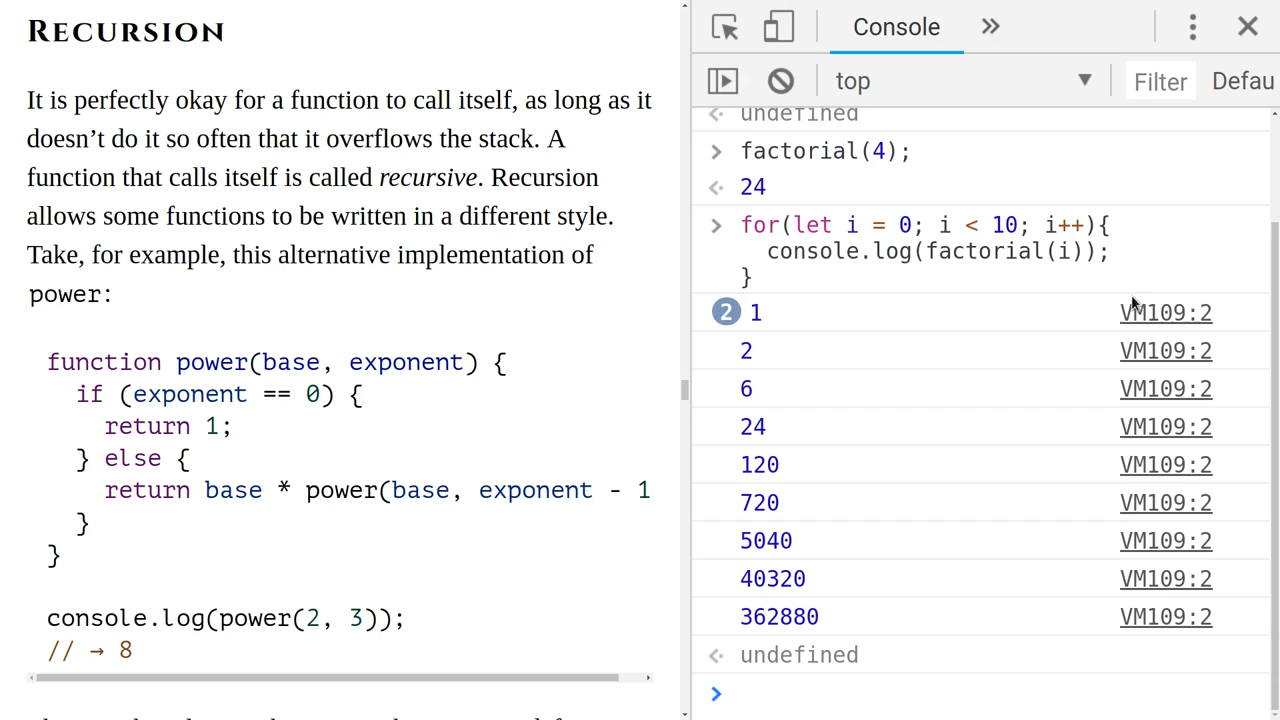 RECURSION
It is perfectly okay for a function to call itself, as long as it
doesn’t do it so often that it overflows the stack. A
function that calls itself is called recursive. Recursion
allows some functions to be written in a different style.
Take, for example, this alternative implementation of
power:
function power(base, exponent) {
  if (exponent == 0) {
    return 1;
  } else {
    return base * power(base, exponent - 1
  }
}
console.log(power(2, 3));
// → 8
Console »
top ▼ Filter Defau
undefined
factorial(4);
24
for(let i = 0; i < 10; i++){
  console.log(factorial(i));
}
2 1 VM109:2
2 VM109:2
6 VM109:2
24 VM109:2
120 VM109:2
720 VM109:2
5040 VM109:2
40320 VM109:2
362880 VM109:2
undefined
>